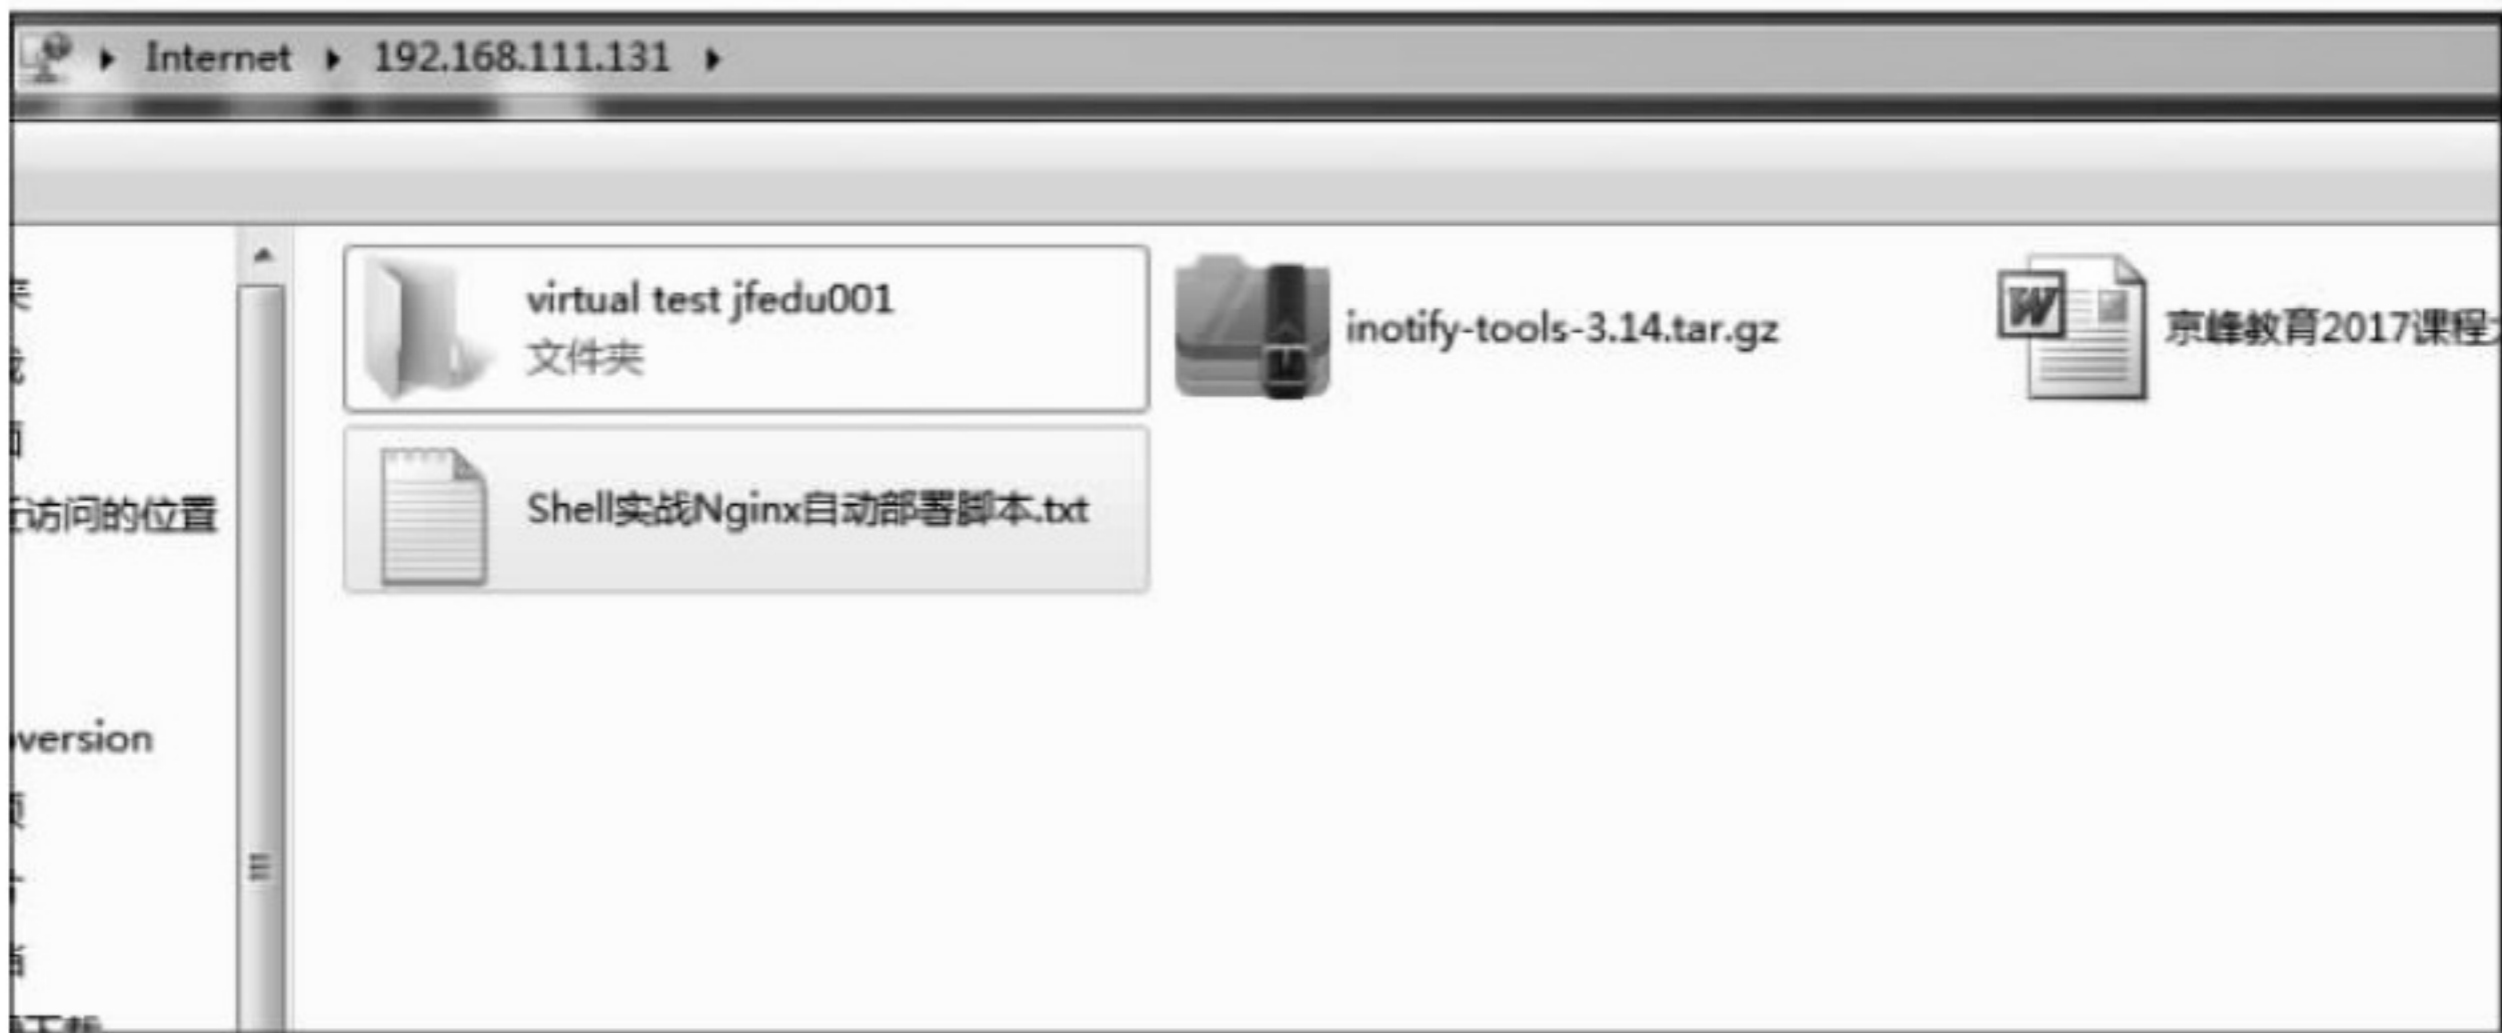 Internet 192.168.111.131
virtual test jfedu001
文件夹
inotify-tools-3.14.tar.gz
京峰教育2017课程
Shell实战Nginx自动部署脚本.txt
访问的位置
version
下载